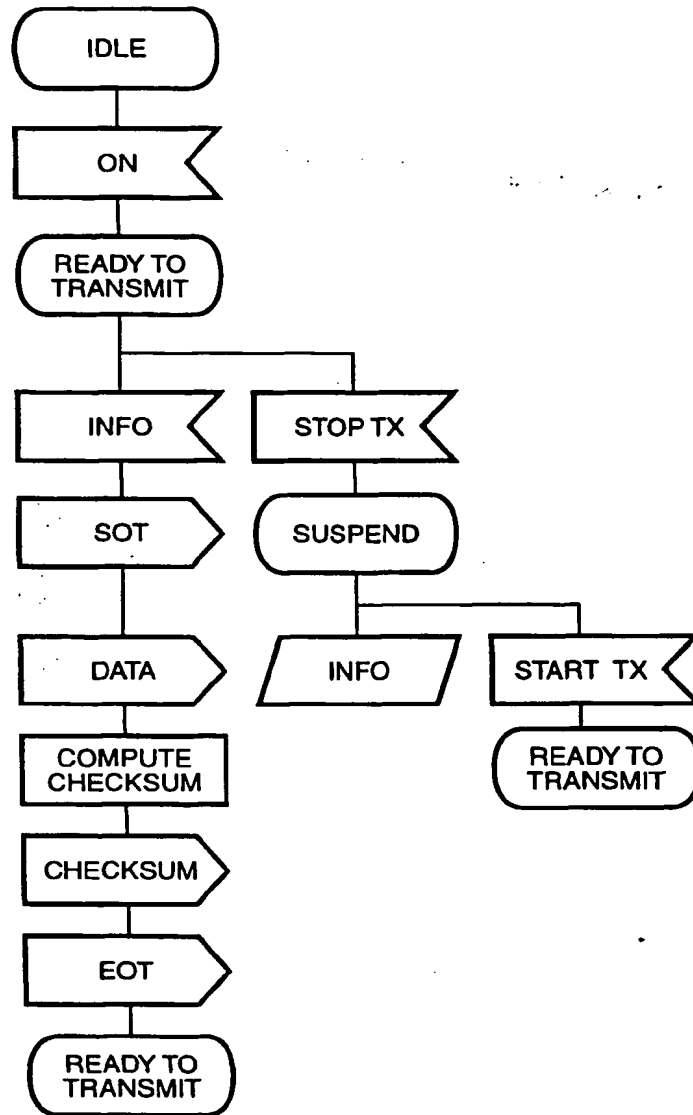 IDLE
ON
READY TO
TRANSMIT
INFO
STOP TX
SOT
SUSPEND
DATA
INFO
START TX
COMPUTE
CHECKSUM
READY TO
TRANSMIT
CHECKSUM
EOT
READY TO
TRANSMIT